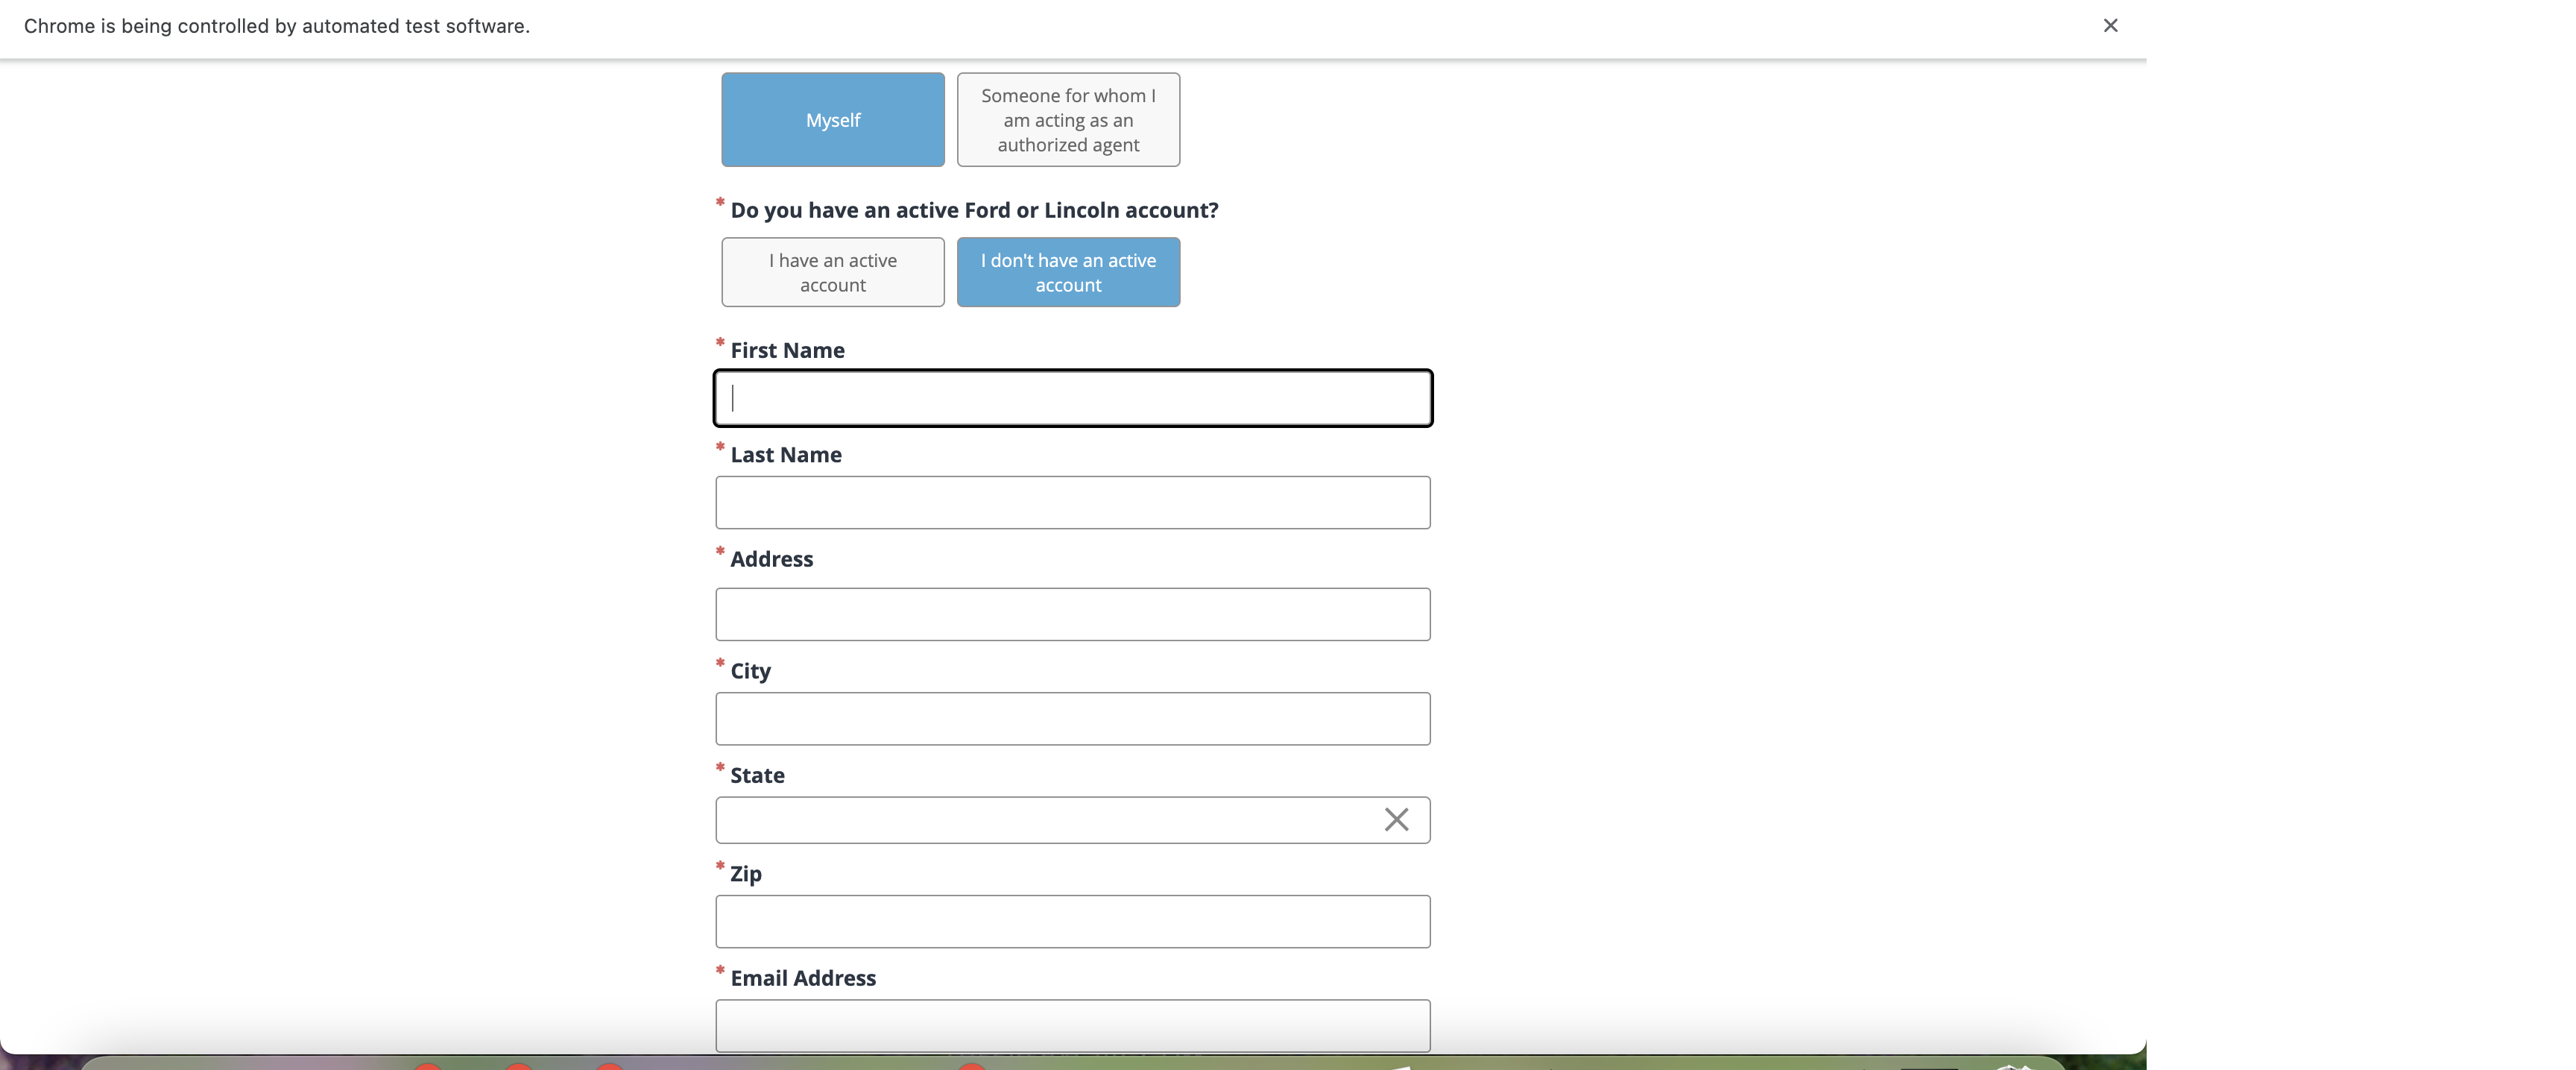 Chrome is being controlled by automated test software.
Myself
Someone for whom I
am acting as an
authorized agent
* Do you have an active Ford or Lincoln account?
I have an active
account
I don't have an active
account
* First Name
* Last Name
* Address
* City
* State
* Zip
* Email Address